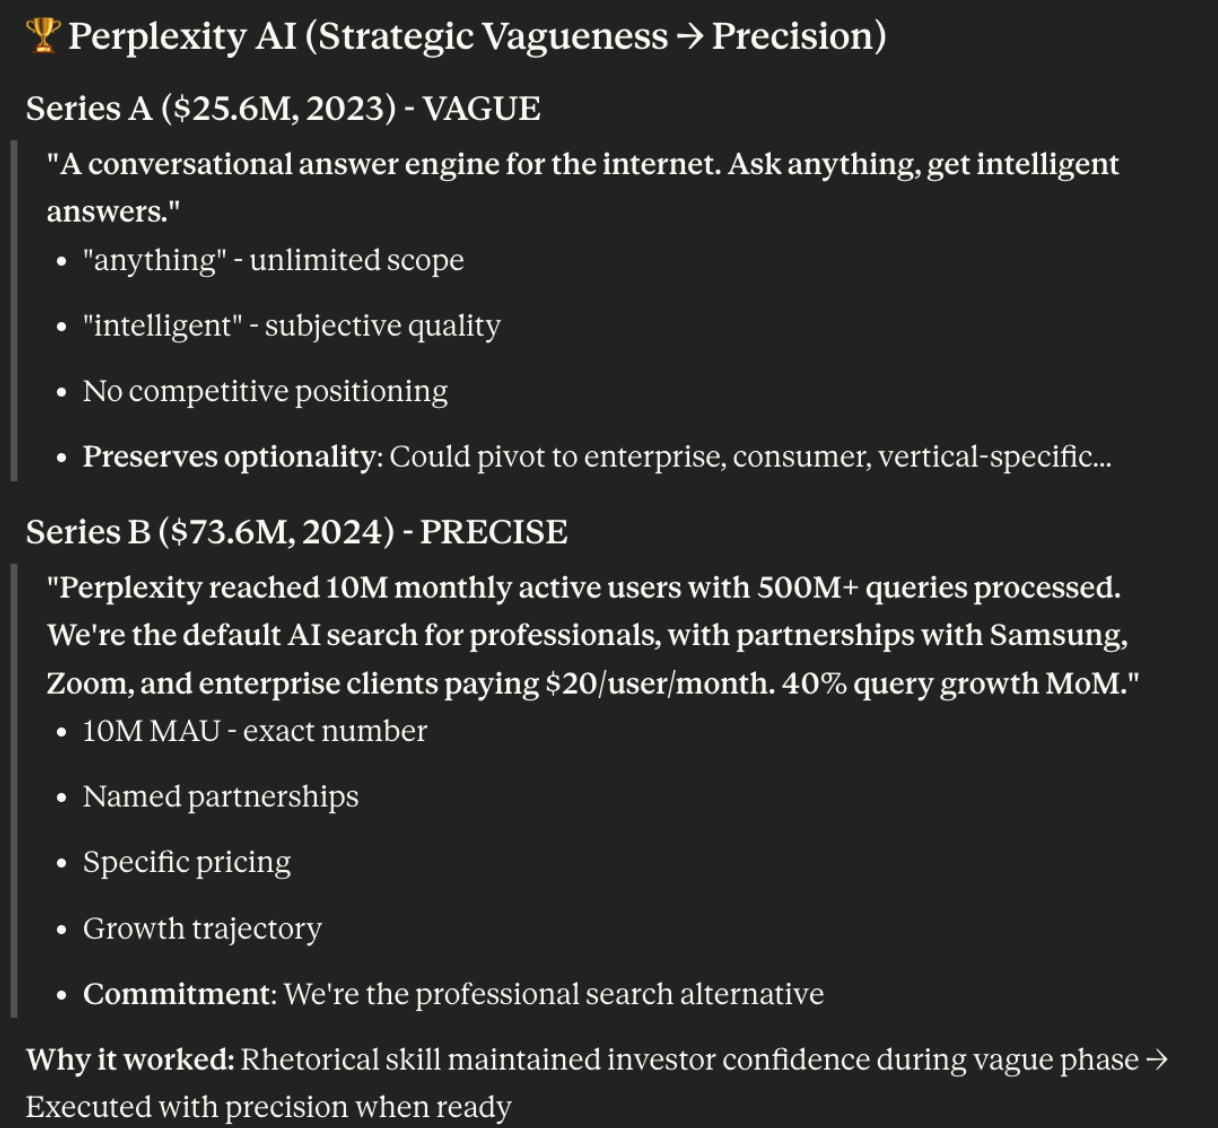 🏆 Perplexity AI (Strategic Vagueness → Precision)
Series A ($25.6M, 2023) - VAGUE
"A conversational answer engine for the internet. Ask anything, get intelligent
answers."
• "anything" - unlimited scope
• "intelligent" - subjective quality
• No competitive positioning
• Preserves optionality: Could pivot to enterprise, consumer, vertical-specific...
Series B ($73.6M, 2024) - PRECISE
"Perplexity reached 10M monthly active users with 500M+ queries processed.
We're the default AI search for professionals, with partnerships with Samsung,
Zoom, and enterprise clients paying $20/user/month. 40% query growth MoM."
• 10M MAU - exact number
• Named partnerships
• Specific pricing
• Growth trajectory
• Commitment: We're the professional search alternative
Why it worked: Rhetorical skill maintained investor confidence during vague phase →
Executed with precision when ready